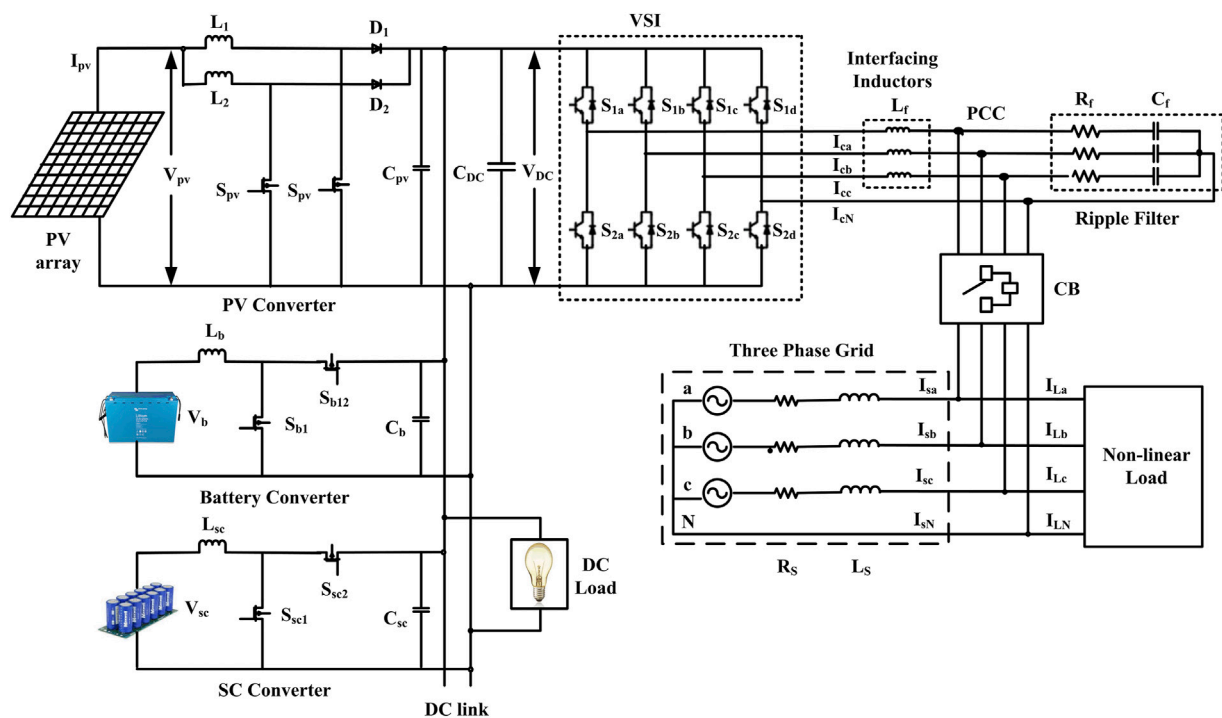 L1
D1
VSI
Ipv
L2
D2
Interfacing
Inductors
Lf
PCC
Rf
Cf
S1a
S1b
S1c
S1d
Ica
Icb
Icc
IcN
Vpv
Spv
Spv
Cpv
CDC
VDC
S2a
S2b
S2c
S2d
Ripple Filter
PV
array
PV Converter
CB
Lb
Vb
Sb1
Sb12
Cb
Battery Converter
Three Phase Grid
a
Isa
ILa
b
Isb
ILb
c
Isc
ILc
N
IsN
ILN
Non-linear
Load
RS
LS
Lsc
Vsc
Ssc1
Ssc2
Csc
DC
Load
SC Converter
DC link